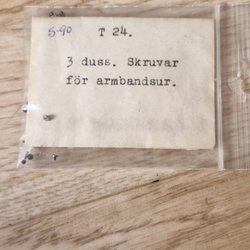 5.90 T 24.
3 duss. Skruvar
för armbandsur.